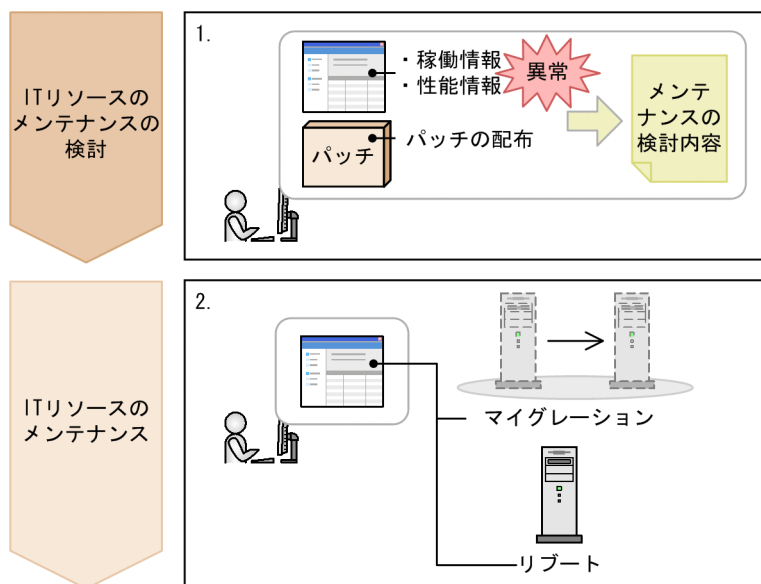 ITリソースの
メンテナンスの
検討
1.
・稼働情報
・性能情報
異常
パッチ
パッチの配布
メンテ
ナンスの
検討内容
ITリソースの
メンテナンス
2.
マイグレーション
リブート